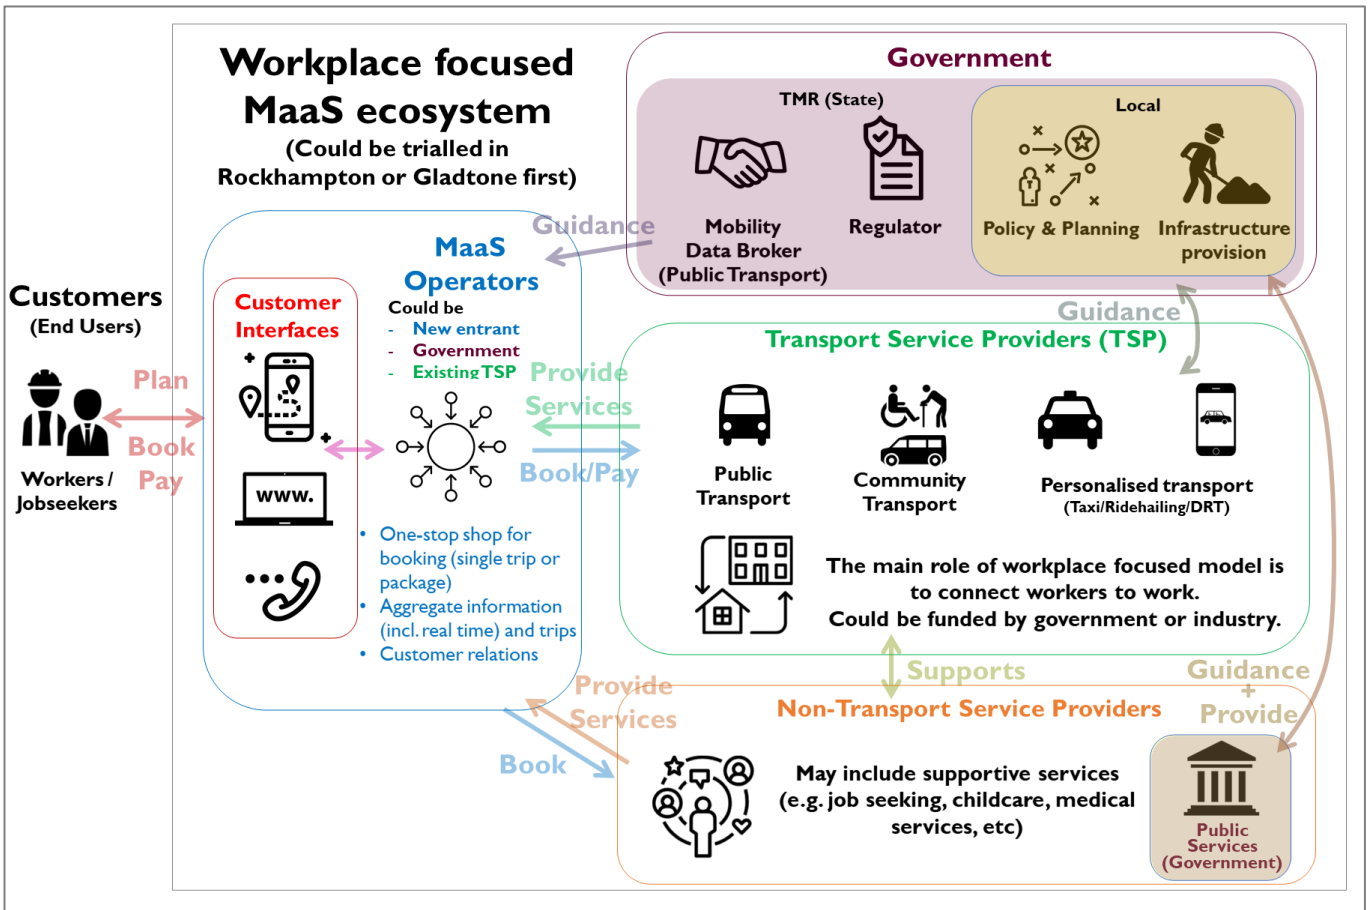 Workplace focused
MaaS ecosystem
(Could be trialled in
Rockhampton or Gladtone first)
Government
TMR (State)
Mobility
Data Broker
(Public Transport)
Regulator
Local
Policy & Planning
Infrastructure
provision
Customers
(End Users)
Workers /
Jobseekers
Plan
Book
Pay
Customer
Interfaces
www.
MaaS
Operators
Could be
- New entrant
- Government
- Existing TSP
• One-stop shop for
booking (single trip or
package)
• Aggregate information
(incl. real time) and trips
• Customer relations
Guidance
Provide
Services
Book/Pay
Guidance
Transport Service Providers (TSP)
Public
Transport
Community
Transport
Personalised transport
(Taxi/Ridehailing/DRT)
The main role of workplace focused model is
to connect workers to work.
Could be funded by government or industry.
Supports
Guidance
+
Provide
Provide
Services
Book
Non-Transport Service Providers
May include supportive services
(e.g. job seeking, childcare, medical
services, etc)
Public
Services
(Government)